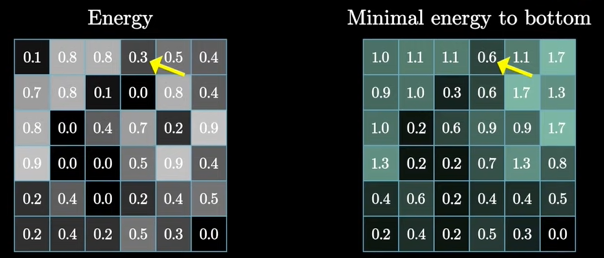 Energy
Minimal energy to bottom
0.1 0.8 0.8 0.3 0.5 0.4
0.7 0.8 0.1 0.0 0.8 0.4
0.8 0.0 0.4 0.7 0.2 0.9
0.9 0.0 0.0 0.5 0.9 0.4
0.2 0.4 0.0 0.2 0.4 0.5
0.2 0.4 0.2 0.5 0.3 0.0
1.0 1.1 1.1 0.6 1.1 1.7
0.9 1.0 0.3 0.6 1.7 1.3
1.0 0.2 0.6 0.9 0.9 1.7
1.3 0.2 0.2 0.7 1.3 0.8
0.4 0.6 0.2 0.4 0.4 0.5
0.2 0.4 0.2 0.5 0.3 0.0